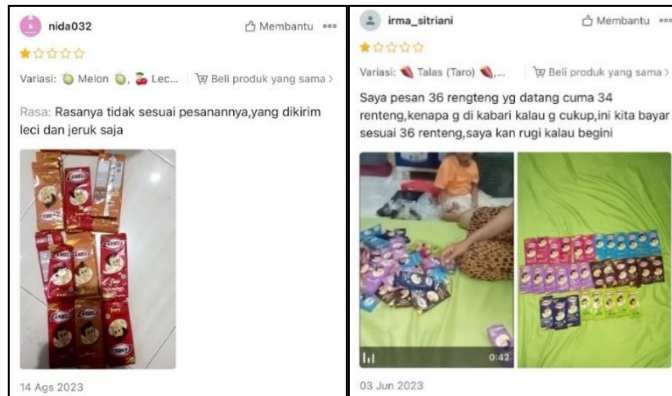 nida032
Membantu
Variasi: Melon , Lec... Beli produk yang sama >
Rasa: Rasanya tidak sesuai pesanannya,yang dikirim
leci dan jeruk saja
14 Ags 2023
irma_sitriani
Membantu
Variasi: Talas (Taro) ,... Beli produk yang sama >
Saya pesan 36 rengteng yg datang cuma 34
renteng,kenapa g di kabari kalau g cukup,ini kita bayar
sesuai 36 renteng,saya kan rugi kalau begini
0:42
03 Jun 2023